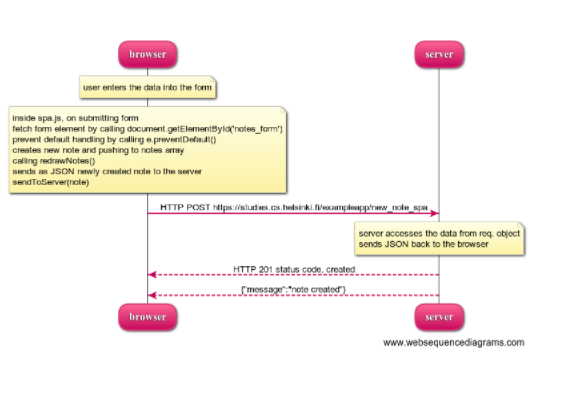 browser
server
user enters the data into the form
inside spa.js, on submitting form
fetch form element by calling document.getElementById('notes_form')
prevent default handling by calling e.preventDefault()
creates new note and pushing to notes array
calling redrawNotes()
sends as JSON newly created note to the server
sendToServer(note)
HTTP POST https://studies.cs.helsinki.fi/exampleapp/new_note_spa
server accesses the data from req. object
sends JSON back to the browser
HTTP 201 status code, created
{"message":"note created"}
browser
server
www.websequencediagrams.com